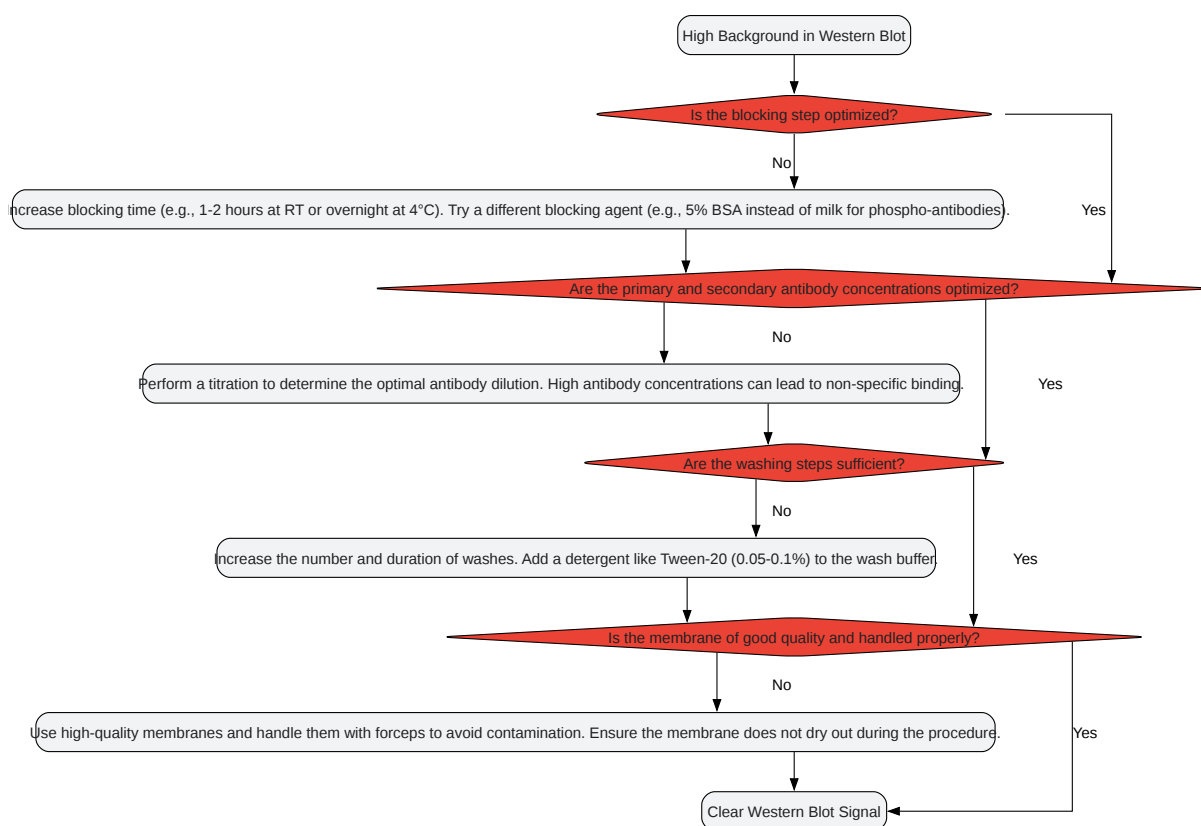 High Background in Western Blot
Is the blocking step optimized?
No
Increase blocking time (e.g., 1-2 hours at RT or overnight at 4°C). Try a different blocking agent (e.g., 5% BSA instead of milk for phospho-antibodies).
Yes
Are the primary and secondary antibody concentrations optimized?
No
Perform a titration to determine the optimal antibody dilution. High antibody concentrations can lead to non-specific binding.
Yes
Are the washing steps sufficient?
No
Increase the number and duration of washes. Add a detergent like Tween-20 (0.05-0.1%) to the wash buffer.
Yes
Is the membrane of good quality and handled properly?
No
Use high-quality membranes and handle them with forceps to avoid contamination. Ensure the membrane does not dry out during the procedure.
Yes
Clear Western Blot Signal